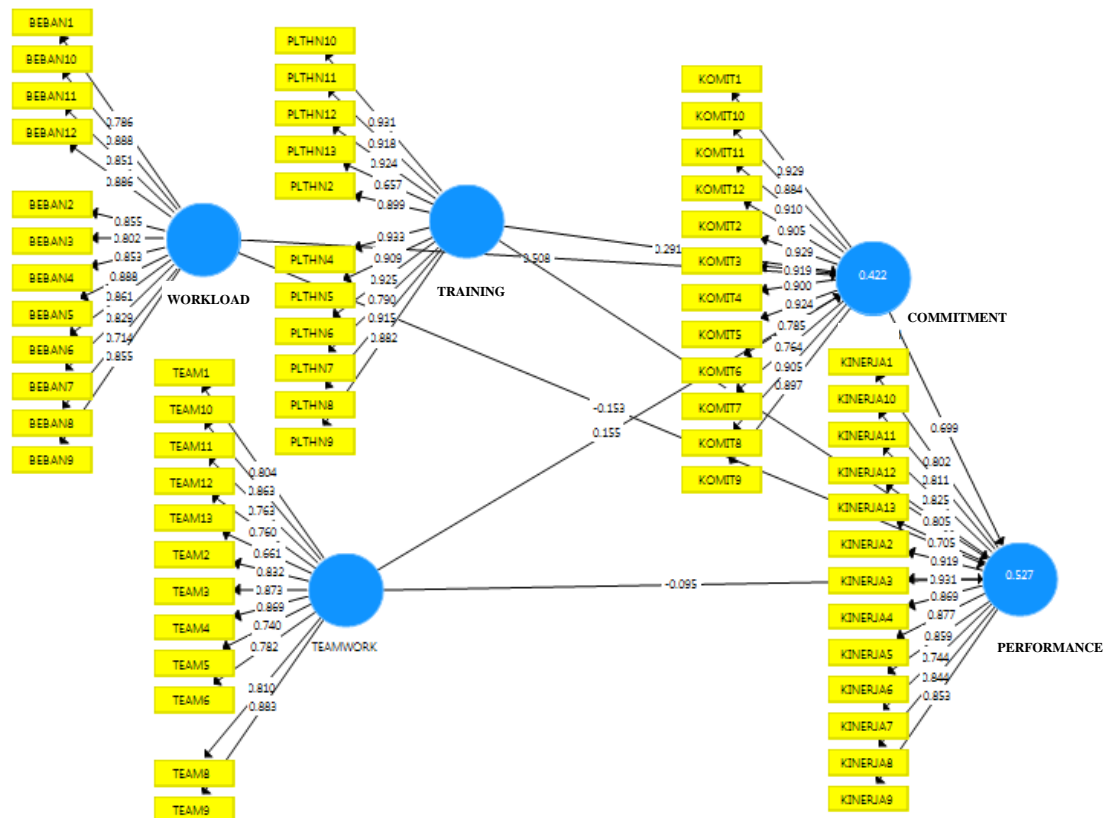 BEBAN1
BEBAN10
BEBAN11
BEBAN12
BEBAN2
BEBAN3
BEBAN4
BEBAN5
BEBAN6
BEBAN7
BEBAN8
BEBAN9
0.786
0.888
0.851
0.886
0.855
0.802
0.853
0.888
0.861
0.829
0.714
0.855
WORKLOAD
PLTHN10
PLTHN11
PLTHN12
PLTHN13
PLTHN2
PLTHN4
PLTHN5
PLTHN6
PLTHN7
PLTHN8
PLTHN9
0.931
0.918
0.924
0.657
0.899
0.933
0.909
0.925
0.790
0.915
0.882
TRAINING
TEAM1
TEAM10
TEAM11
TEAM12
TEAM13
TEAM2
TEAM3
TEAM4
TEAM5
TEAM6
TEAM8
TEAM9
0.804
0.863
0.763
0.760
0.661
0.832
0.873
0.869
0.740
0.782
0.810
0.883
TEAMWORK
0.508
0.291
-0.153
0.155
-0.095
0.699
KOMIT1
KOMIT10
KOMIT11
KOMIT12
KOMIT2
KOMIT3
KOMIT4
KOMIT5
KOMIT6
KOMIT7
KOMIT8
KOMIT9
0.929
0.884
0.910
0.905
0.929
0.919
0.900
0.924
0.785
0.764
0.905
0.897
0.422
COMMITMENT
KINERJA1
KINERJA10
KINERJA11
KINERJA12
KINERJA13
KINERJA2
KINERJA3
KINERJA4
KINERJA5
KINERJA6
KINERJA7
KINERJA8
KINERJA9
0.802
0.811
0.825
0.805
0.705
0.919
0.931
0.869
0.877
0.859
0.744
0.844
0.853
0.527
PERFORMANCE